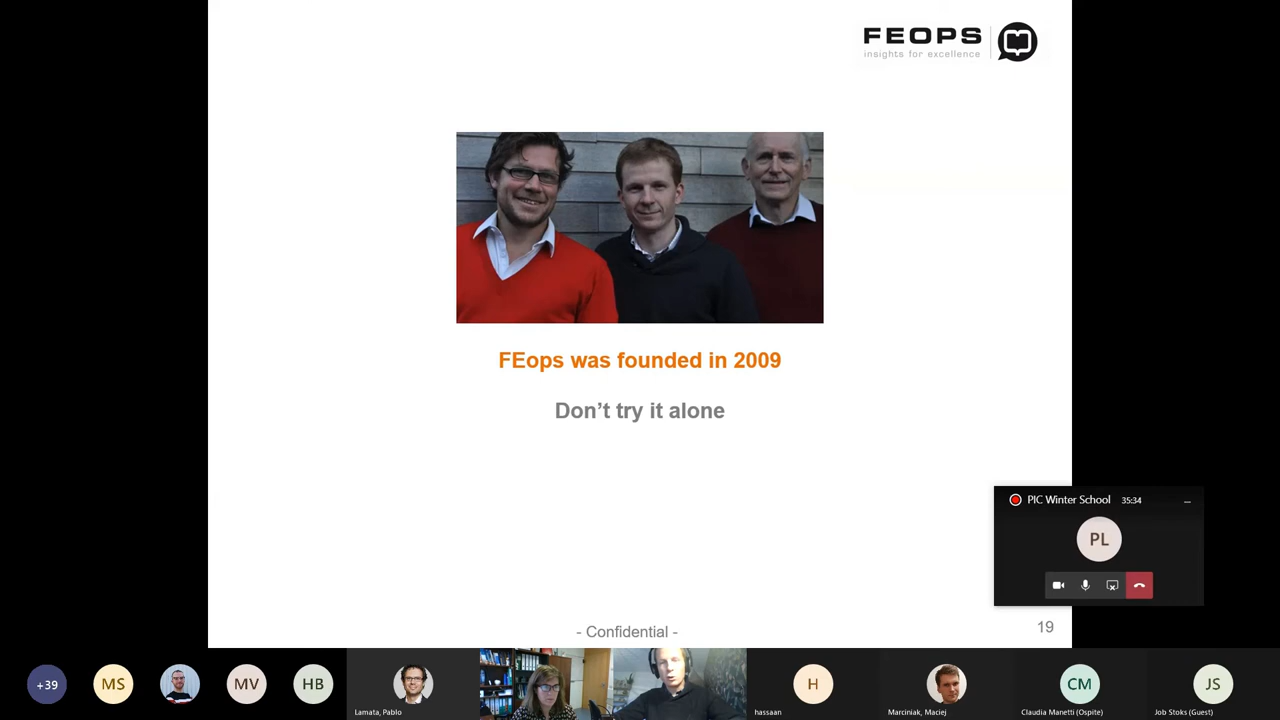 FEOPS
insights for excellence
FEops was founded in 2009
Don't try it alone
PIC Winter School 35:34
PL
- Confidential -
19
+39
MS
MV
HB
Lamata, Pablo
H
hassaan
Marciniak, Maciej
CM
Claudia Manetti (Ospite)
JS
Job Stoks (Guest)